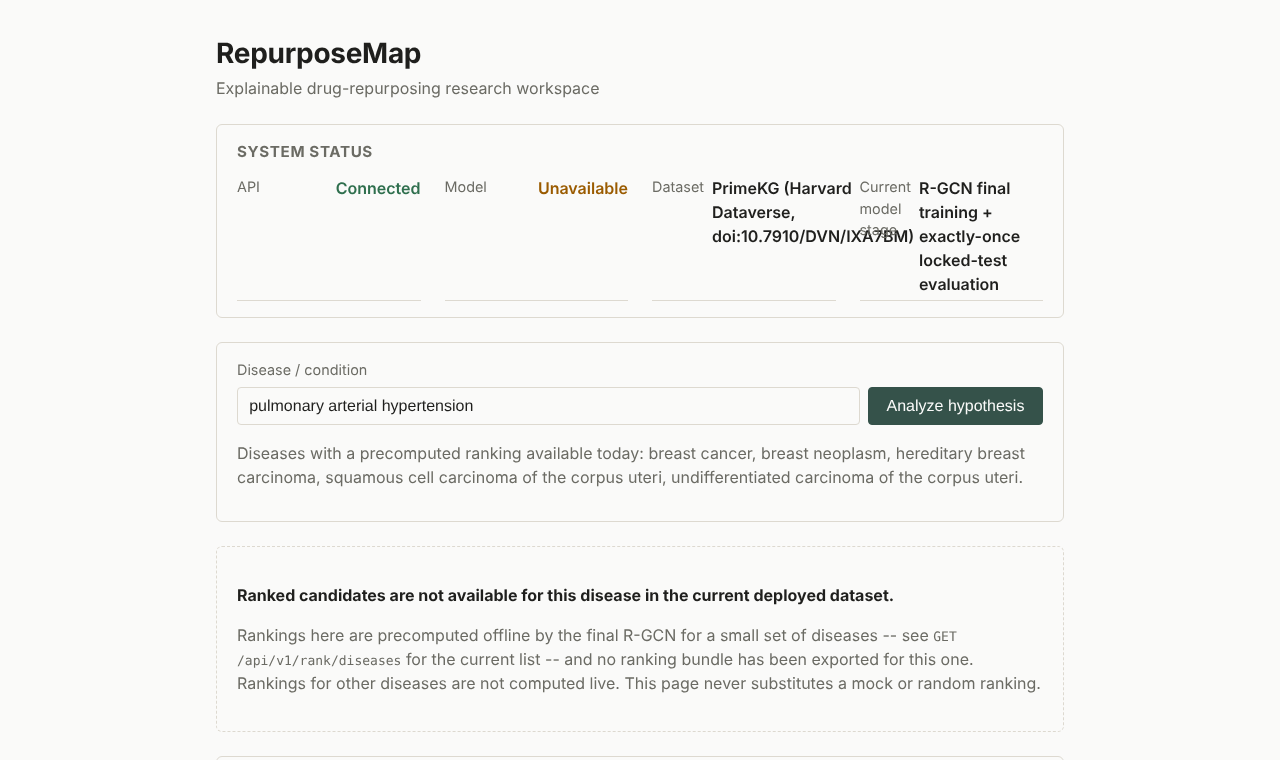 RepurposeMap
Explainable drug-repurposing research workspace
SYSTEM STATUS
API
Connected
Model
Unavailable
Dataset
PrimeKG (Harvard
Dataverse,
doi:10.7910/DVN/IXA7BM)
Current
model
stage
R-GCN final
training +
exactly-once
locked-test
evaluation
Disease / condition
pulmonary arterial hypertension
Analyze hypothesis
Diseases with a precomputed ranking available today: breast cancer, breast neoplasm, hereditary breast
carcinoma, squamous cell carcinoma of the corpus uteri, undifferentiated carcinoma of the corpus uteri.
Ranked candidates are not available for this disease in the current deployed dataset.
Rankings here are precomputed offline by the final R-GCN for a small set of diseases -- see GET
/api/v1/rank/diseases for the current list -- and no ranking bundle has been exported for this one.
Rankings for other diseases are not computed live. This page never substitutes a mock or random ranking.